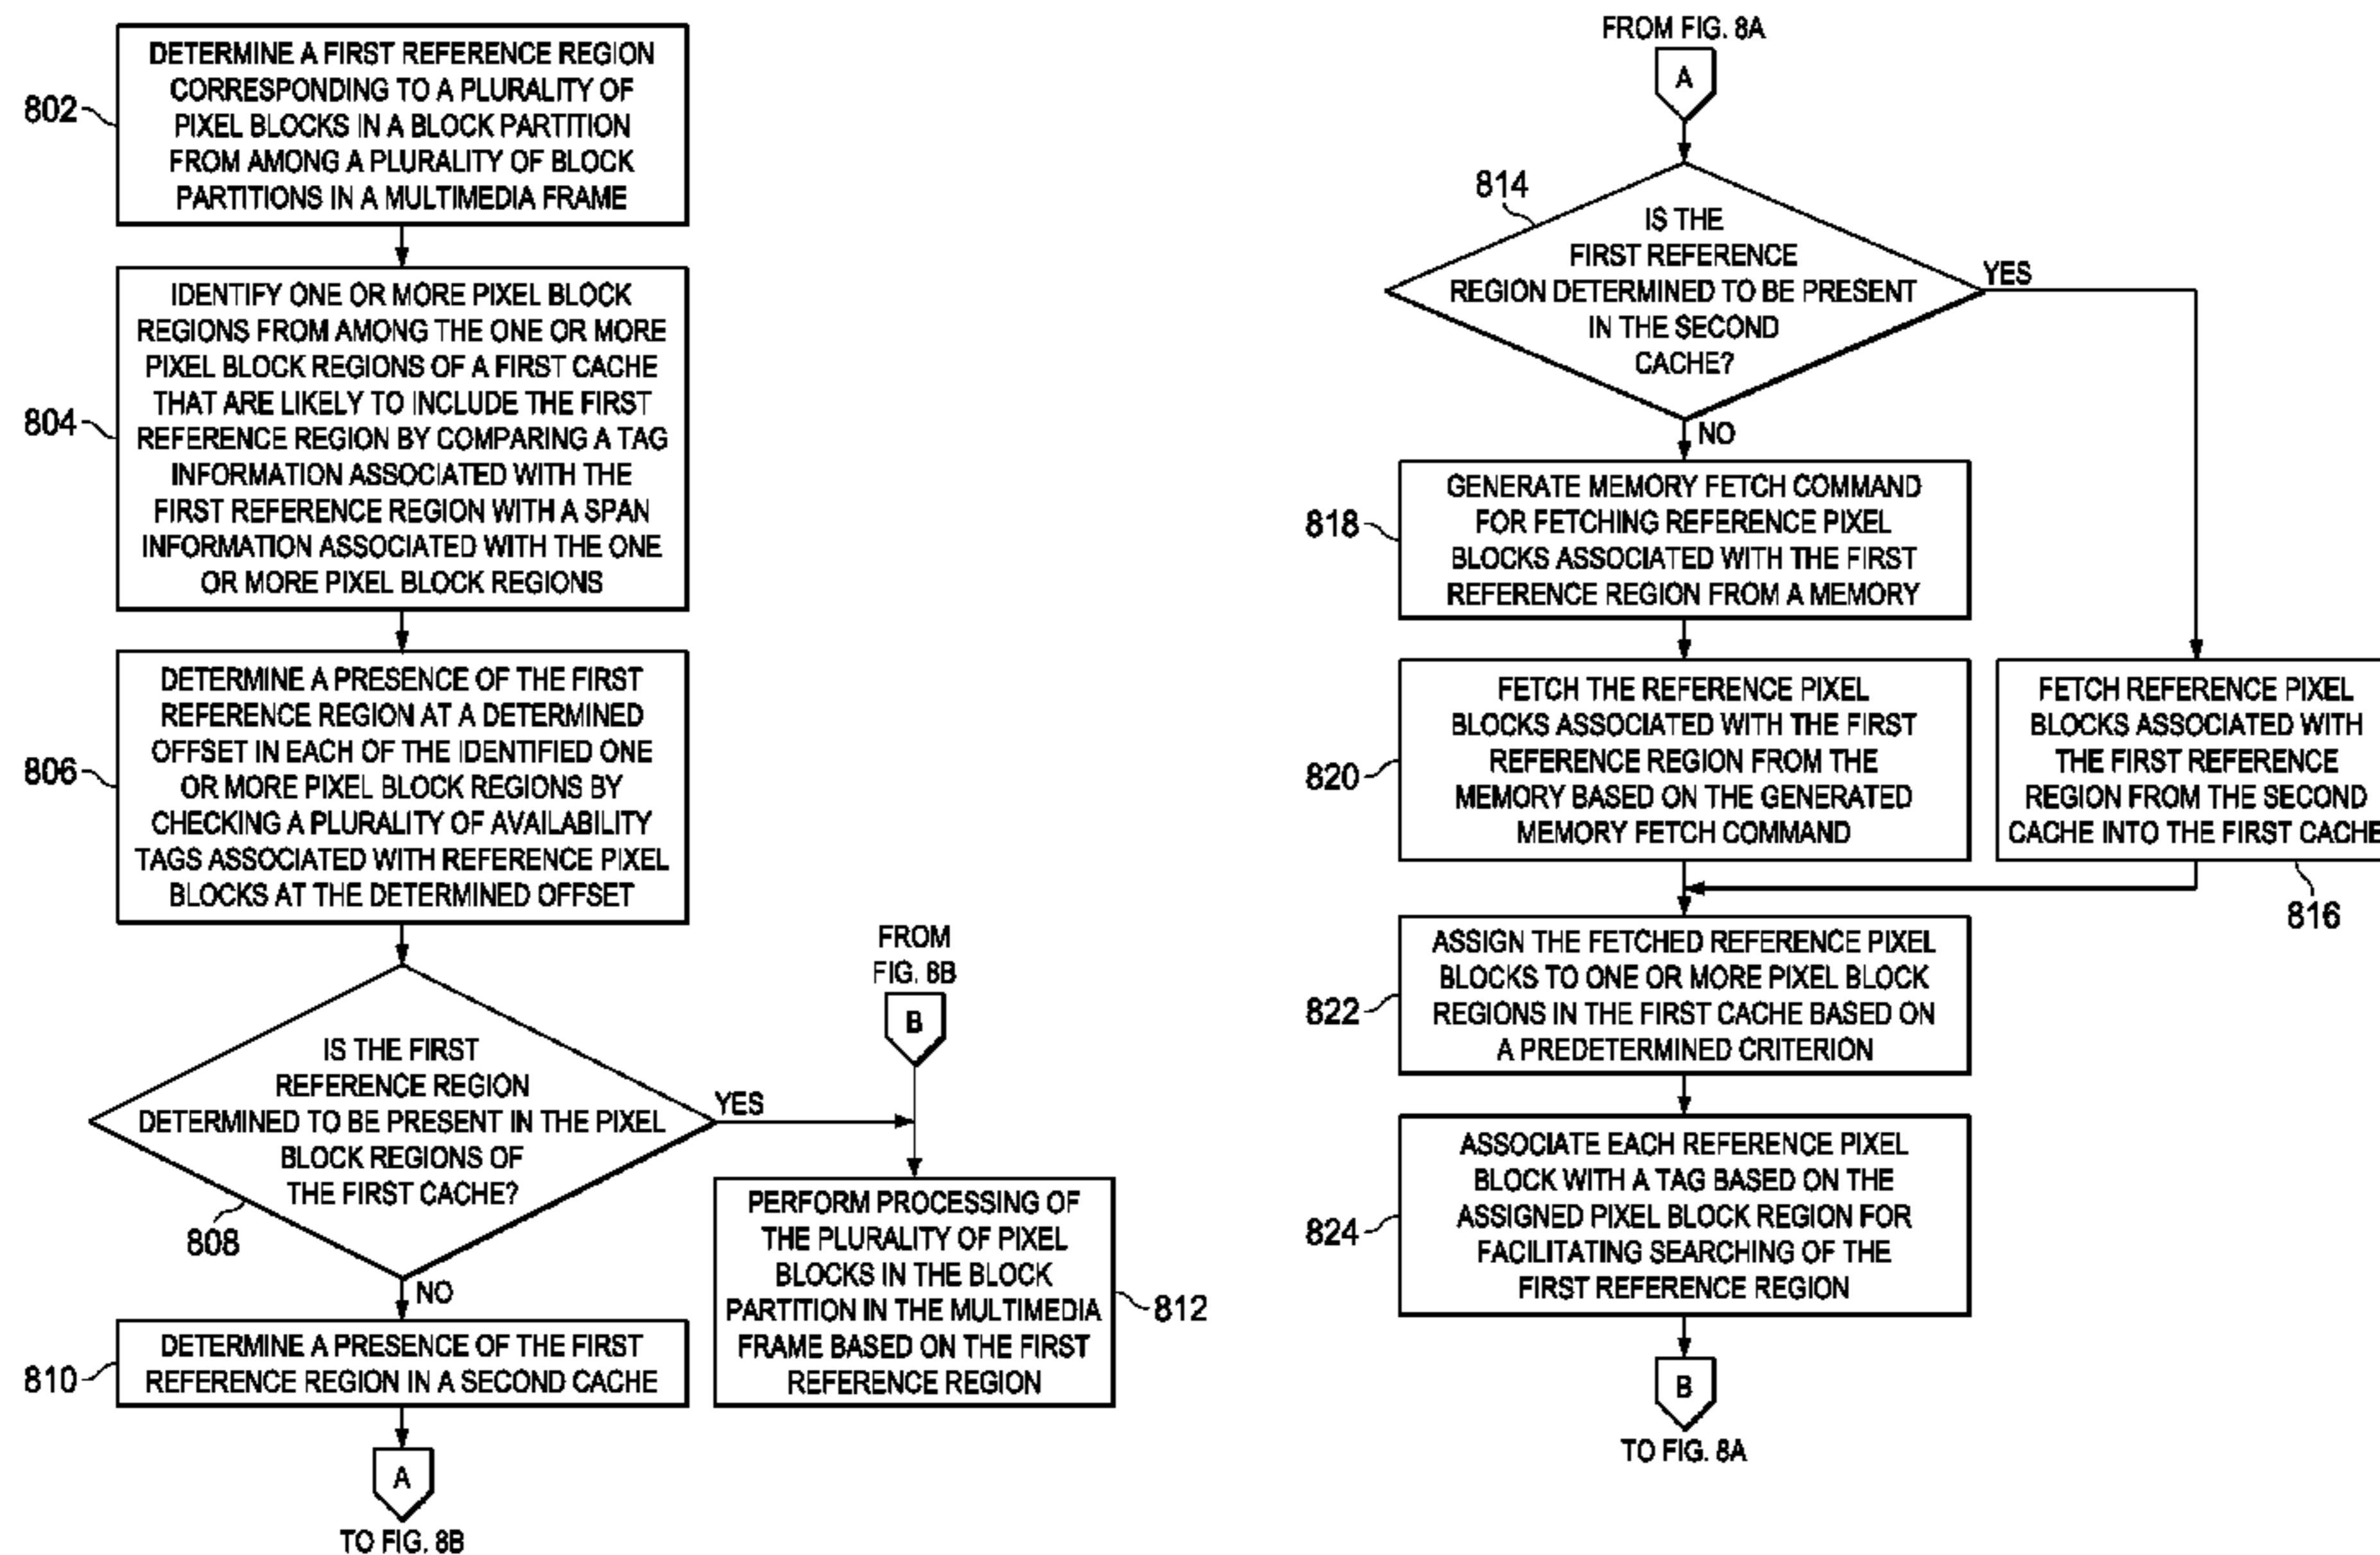 802
DETERMINE A FIRST REFERENCE REGION
CORRESPONDING TO A PLURALITY OF
PIXEL BLOCKS IN A BLOCK PARTITION
FROM AMONG A PLURALITY OF BLOCK
PARTITIONS IN A MULTIMEDIA FRAME
804
IDENTIFY ONE OR MORE PIXEL BLOCK
REGIONS FROM AMONG THE ONE OR MORE
PIXEL BLOCK REGIONS OF A FIRST CACHE
THAT ARE LIKELY TO INCLUDE THE FIRST
REFERENCE REGION BY COMPARING A TAG
INFORMATION ASSOCIATED WITH THE
FIRST REFERENCE REGION WITH A SPAN
INFORMATION ASSOCIATED WITH THE ONE
OR MORE PIXEL BLOCK REGIONS
806
DETERMINE A PRESENCE OF THE FIRST
REFERENCE REGION AT A DETERMINED
OFFSET IN EACH OF THE IDENTIFIED ONE
OR MORE PIXEL BLOCK REGIONS BY
CHECKING A PLURALITY OF AVAILABILITY
TAGS ASSOCIATED WITH REFERENCE PIXEL
BLOCKS AT THE DETERMINED OFFSET
IS THE FIRST
REFERENCE REGION
DETERMINED TO BE PRESENT IN THE PIXEL
BLOCK REGIONS OF
THE FIRST CACHE?
808
YES
NO
FROM
FIG. 8B
B
PERFORM PROCESSING OF
THE PLURALITY OF PIXEL
BLOCKS IN THE BLOCK
PARTITION IN THE MULTIMEDIA
FRAME BASED ON THE FIRST
REFERENCE REGION
812
810
DETERMINE A PRESENCE OF THE FIRST
REFERENCE REGION IN A SECOND CACHE
A
TO FIG. 8B
FROM FIG. 8A
A
814
IS THE
FIRST REFERENCE
REGION DETERMINED TO BE PRESENT
IN THE SECOND
CACHE?
YES
NO
818
GENERATE MEMORY FETCH COMMAND
FOR FETCHING REFERENCE PIXEL
BLOCKS ASSOCIATED WITH THE FIRST
REFERENCE REGION FROM A MEMORY
820
FETCH THE REFERENCE PIXEL
BLOCKS ASSOCIATED WITH THE FIRST
REFERENCE REGION FROM THE
MEMORY BASED ON THE GENERATED
MEMORY FETCH COMMAND
FETCH REFERENCE PIXEL
BLOCKS ASSOCIATED WITH
THE FIRST REFERENCE
REGION FROM THE SECOND
CACHE INTO THE FIRST CACHE
816
822
ASSIGN THE FETCHED REFERENCE PIXEL
BLOCKS TO ONE OR MORE PIXEL BLOCK
REGIONS IN THE FIRST CACHE BASED ON
A PREDETERMINED CRITERION
824
ASSOCIATE EACH REFERENCE PIXEL
BLOCK WITH A TAG BASED ON THE
ASSIGNED PIXEL BLOCK REGION FOR
FACILITATING SEARCHING OF THE
FIRST REFERENCE REGION
B
TO FIG. 8A